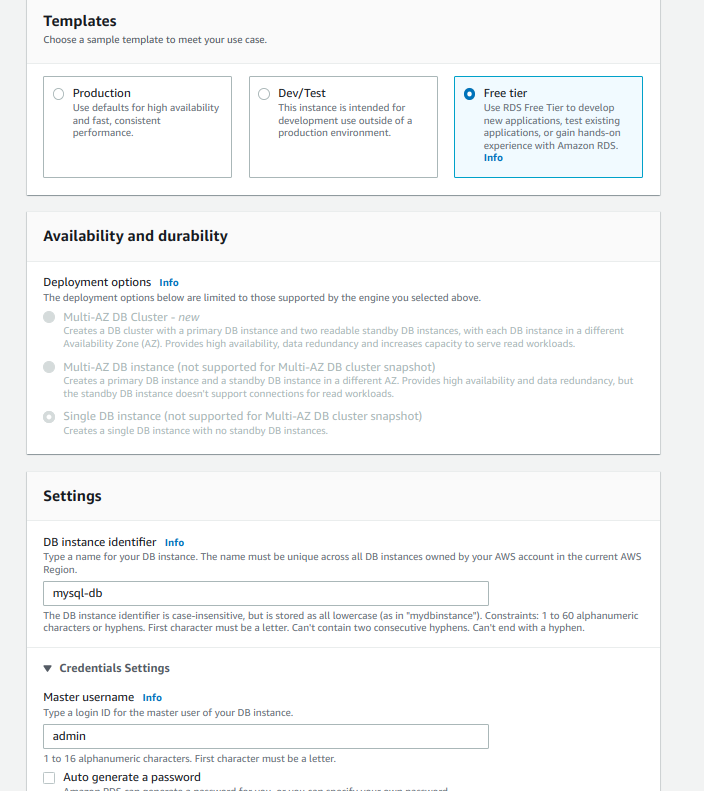 Templates
Choose a sample template to meet your use case.
Production
Use defaults for high availability
and fast, consistent
performance.
Dev/Test
This instance is intended for
development use outside of a
production environment.
Free tier
Use RDS Free Tier to develop
new applications, test existing
applications, or gain hands-on
experience with Amazon RDS.
Info
Availability and durability
Deployment options Info
The deployment options below are limited to those supported by the engine you selected above.
Multi-AZ DB Cluster - new
Creates a DB cluster with a primary DB instance and two readable standby DB instances, with each DB instance in a different
Availability Zone (AZ). Provides high availability, data redundancy and increases capacity to serve read workloads.
Multi-AZ DB instance (not supported for Multi-AZ DB cluster snapshot)
Creates a primary DB instance and a standby DB instance in a different AZ. Provides high availability and data redundancy, but
the standby DB instance doesn't support connections for read workloads.
Single DB instance (not supported for Multi-AZ DB cluster snapshot)
Creates a single DB instance with no standby DB instances.
Settings
DB instance identifier Info
Type a name for your DB instance. The name must be unique across all DB instances owned by your AWS account in the current AWS
Region.
mysql-db
The DB instance identifier is case-insensitive, but is stored as all lowercase (as in "mydbinstance"). Constraints: 1 to 60 alphanumeric
characters or hyphens. First character must be a letter. Can't contain two consecutive hyphens. Can't end with a hyphen.
Credentials Settings
Master username Info
Type a login ID for the master user of your DB instance.
admin
1 to 16 alphanumeric characters. First character must be a letter.
Auto generate a password
Amazon RDS can generate a password for you, or you can specify your own password.